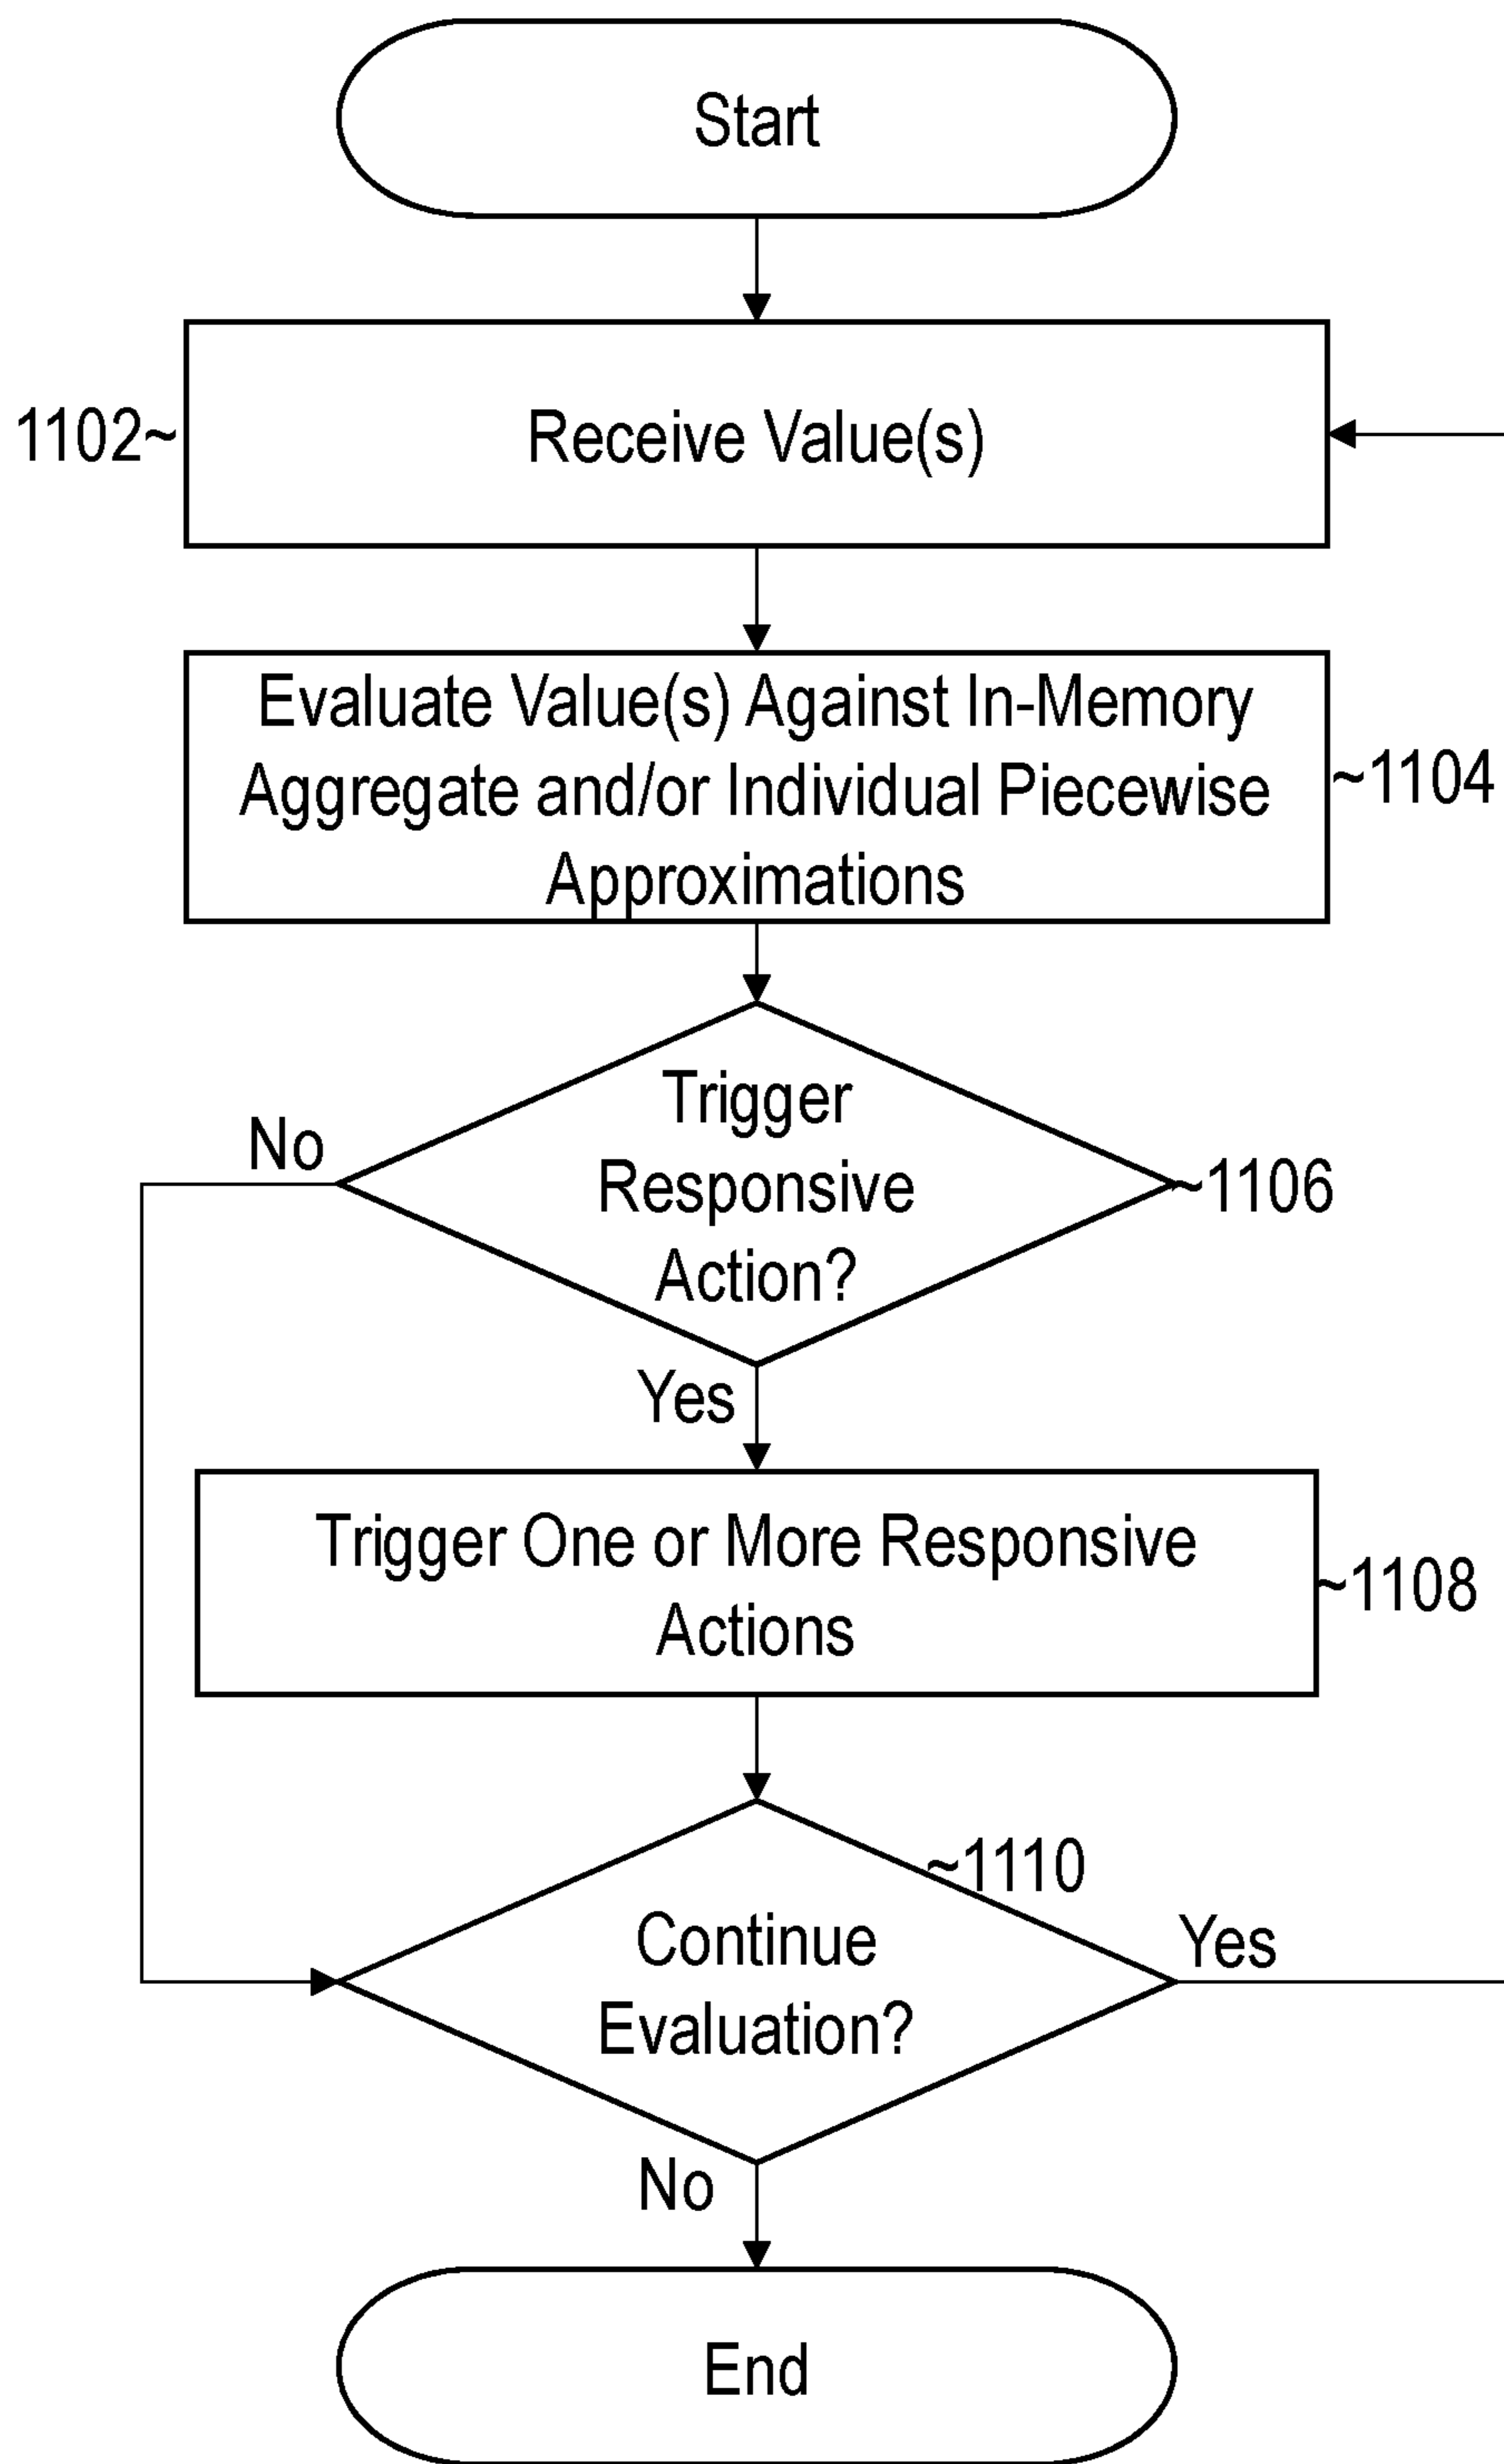 Start
1102~
Receive Value(s)
Evaluate Value(s) Against In-Memory
Aggregate and/or Individual Piecewise
Approximations
~1104
Trigger
Responsive
Action?
No
~1106
Yes
Trigger One or More Responsive
Actions
~1108
~1110
Continue
Evaluation?
Yes
No
End